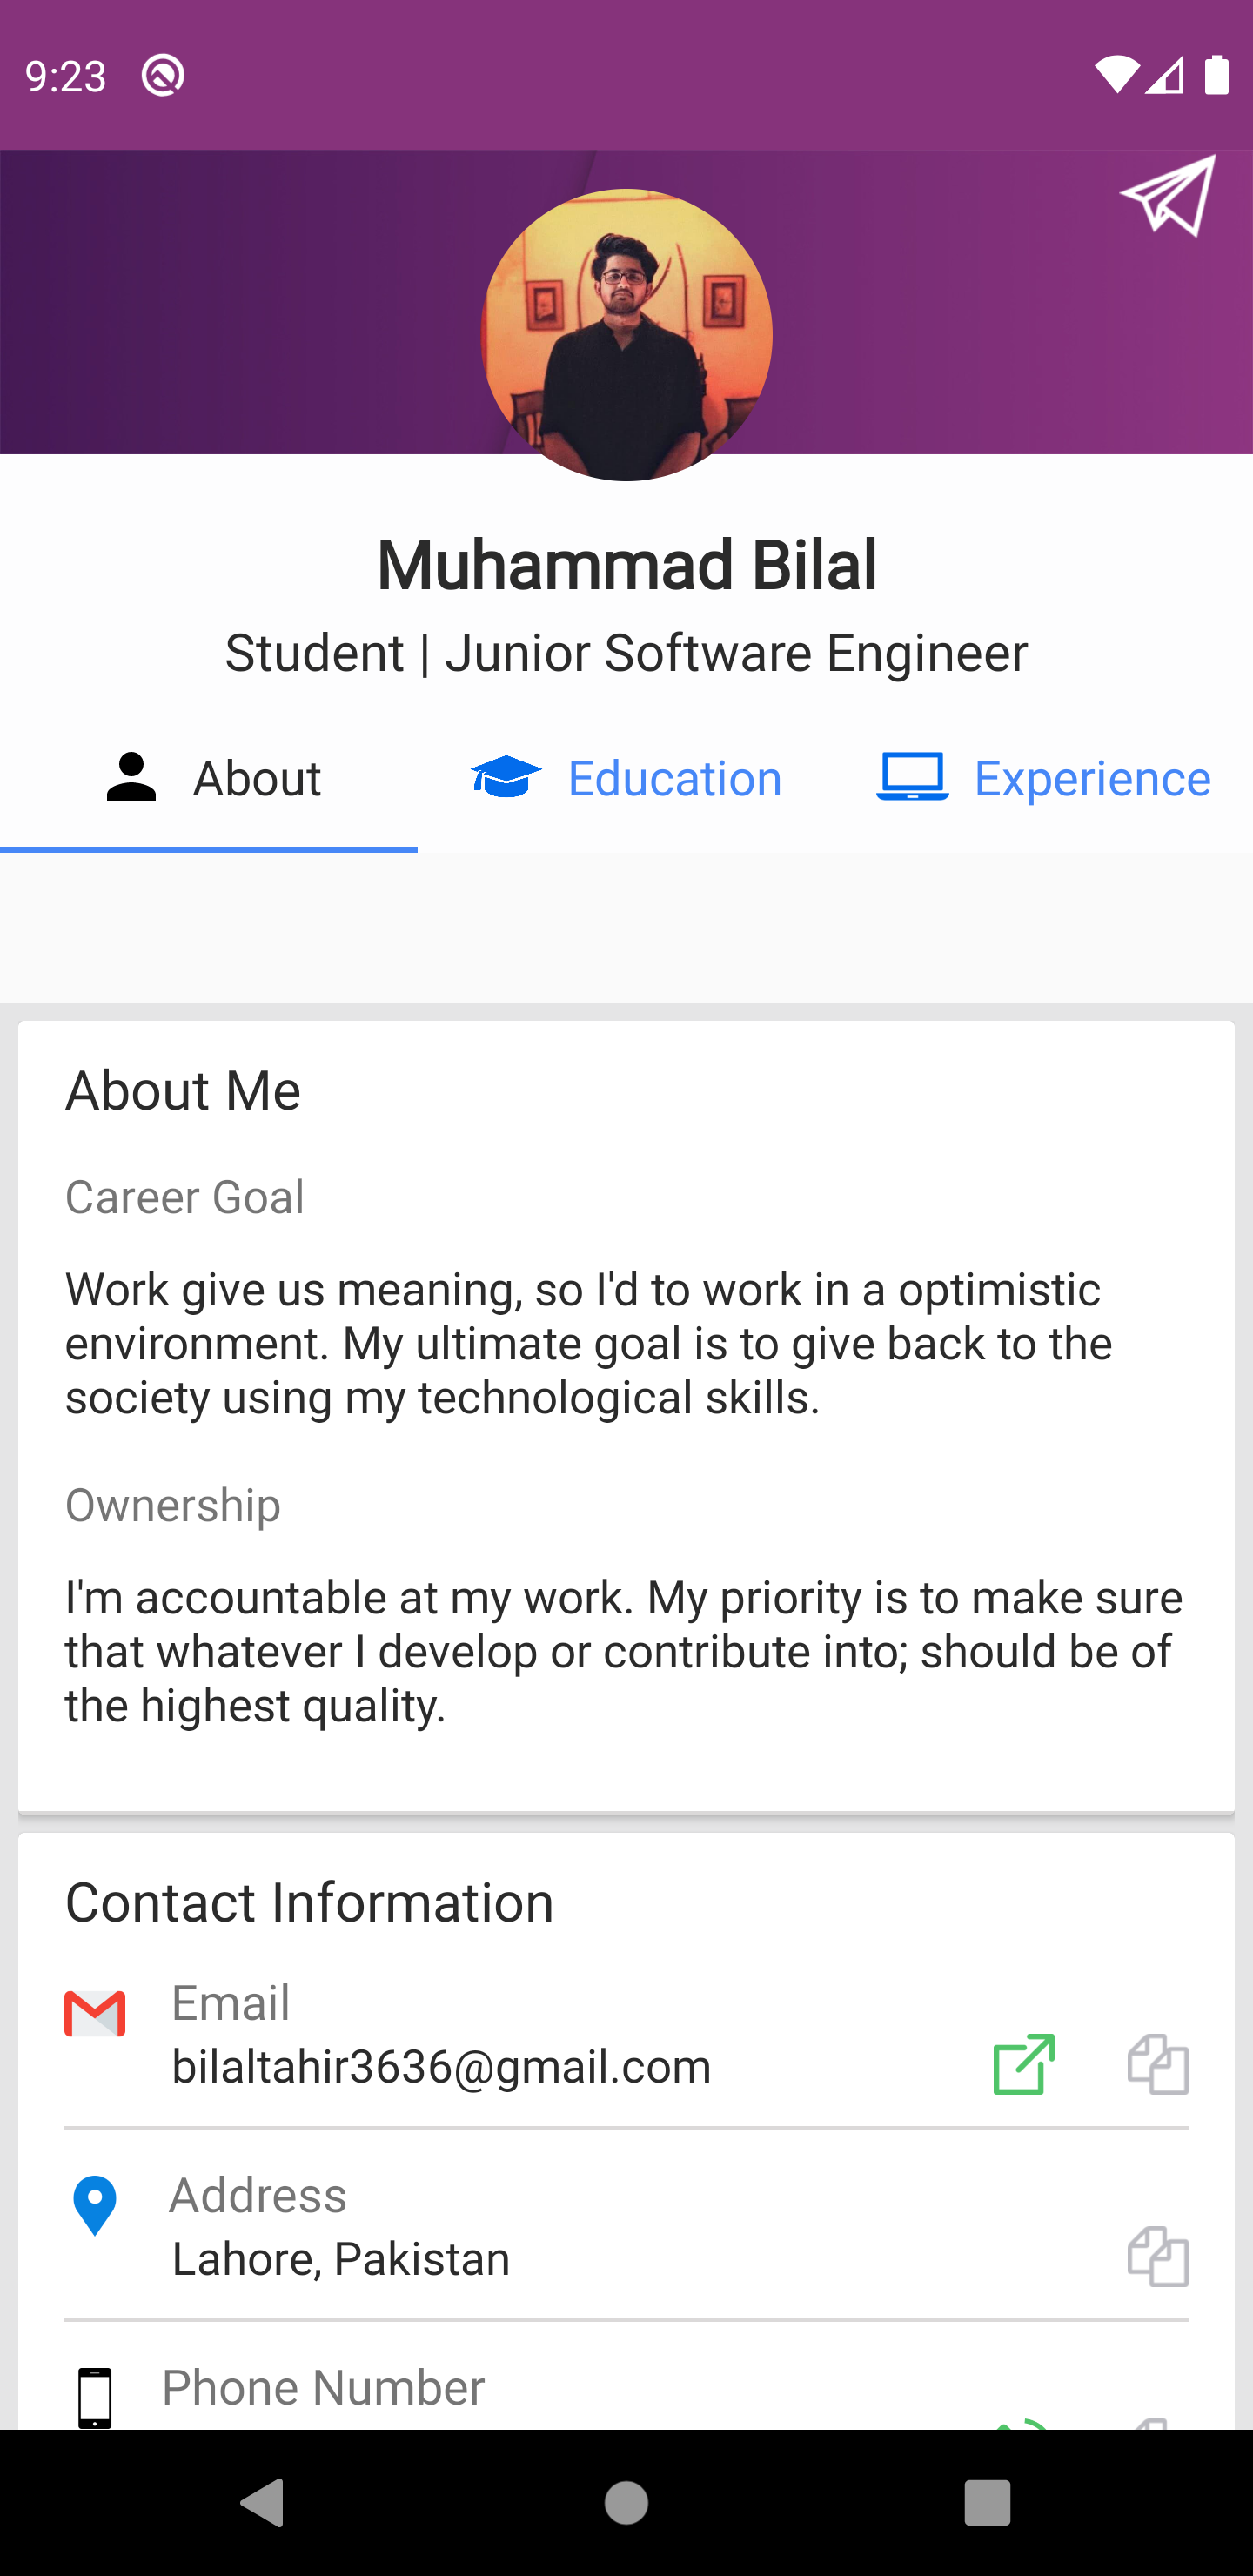 9:23
Muhammad Bilal
Student | Junior Software Engineer
About
Education
Experience
About Me
Career Goal
Work give us meaning, so I'd to work in a optimistic
environment. My ultimate goal is to give back to the
society using my technological skills.
Ownership
I'm accountable at my work. My priority is to make sure
that whatever I develop or contribute into; should be of
the highest quality.
Contact Information
Email
bilaltahir3636@gmail.com
Address
Lahore, Pakistan
Phone Number